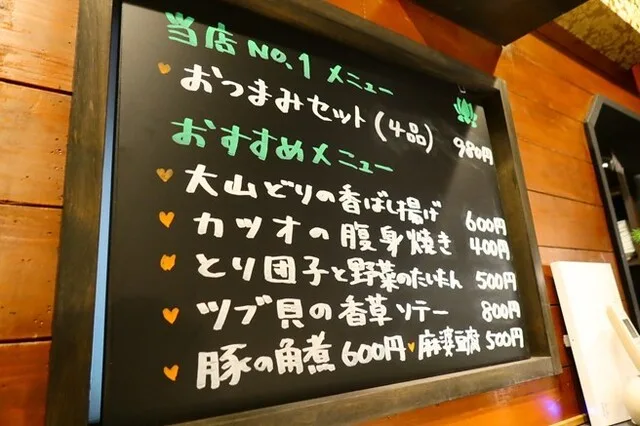 当店No.1 メニュー
♥ おつまみセット(4品) 980円
おすすめメニュー
♥ 大山どりの香ばし揚げ 600円
♥ カツオの腹身焼き 400円
♥ とり団子と野菜のたいたん 500円
♥ ツブ貝の香草ソテー 800円
♥ 豚の角煮 600円 ♥ 麻婆豆腐 500円